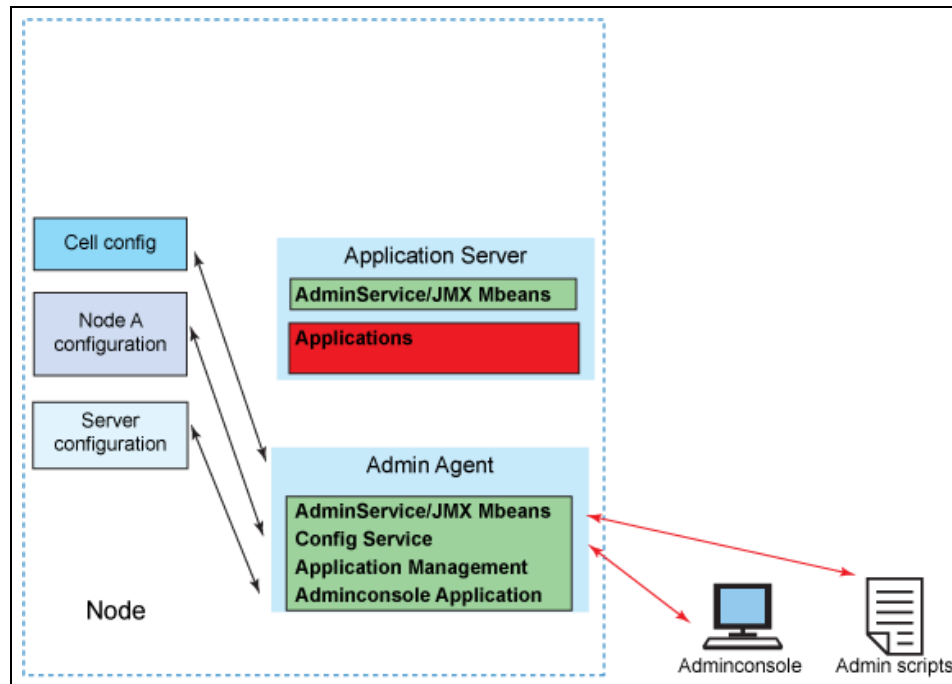 Cell config
Node A
configuration
Server
configuration
Node
Application Server
AdminService/JMX Mbeans
Applications
Admin Agent
AdminService/JMX Mbeans
Config Service
Application Management
Adminconsole Application
Adminconsole
Admin scripts